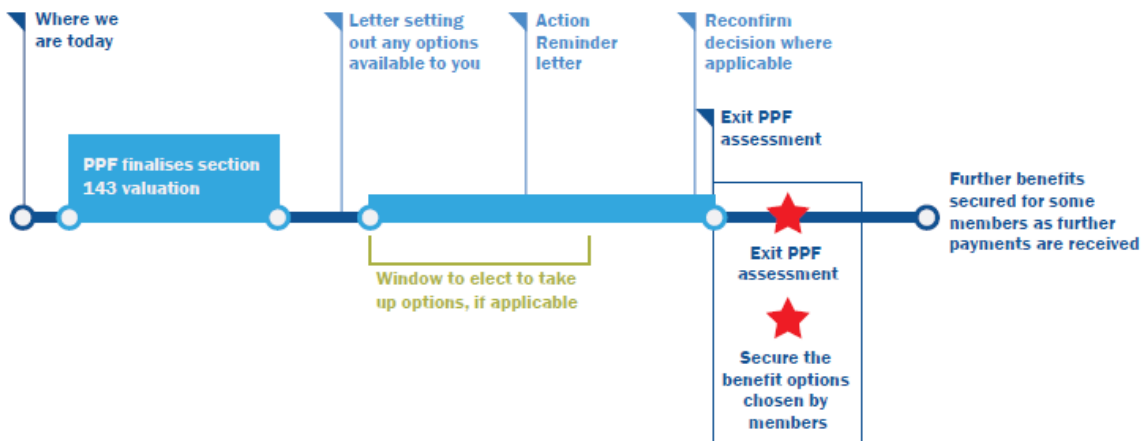 Where we
are today
Letter setting
out any options
available to you
Action
Reminder
letter
Reconfirm
decision where
applicable
Exit PPF
assessment
PPF finalises section
143 valuation
Further benefits
secured for some
members as further
payments are received
Window to elect to take
up options, if applicable
Exit PPF
assessment
Secure the
benefit options
chosen by
members